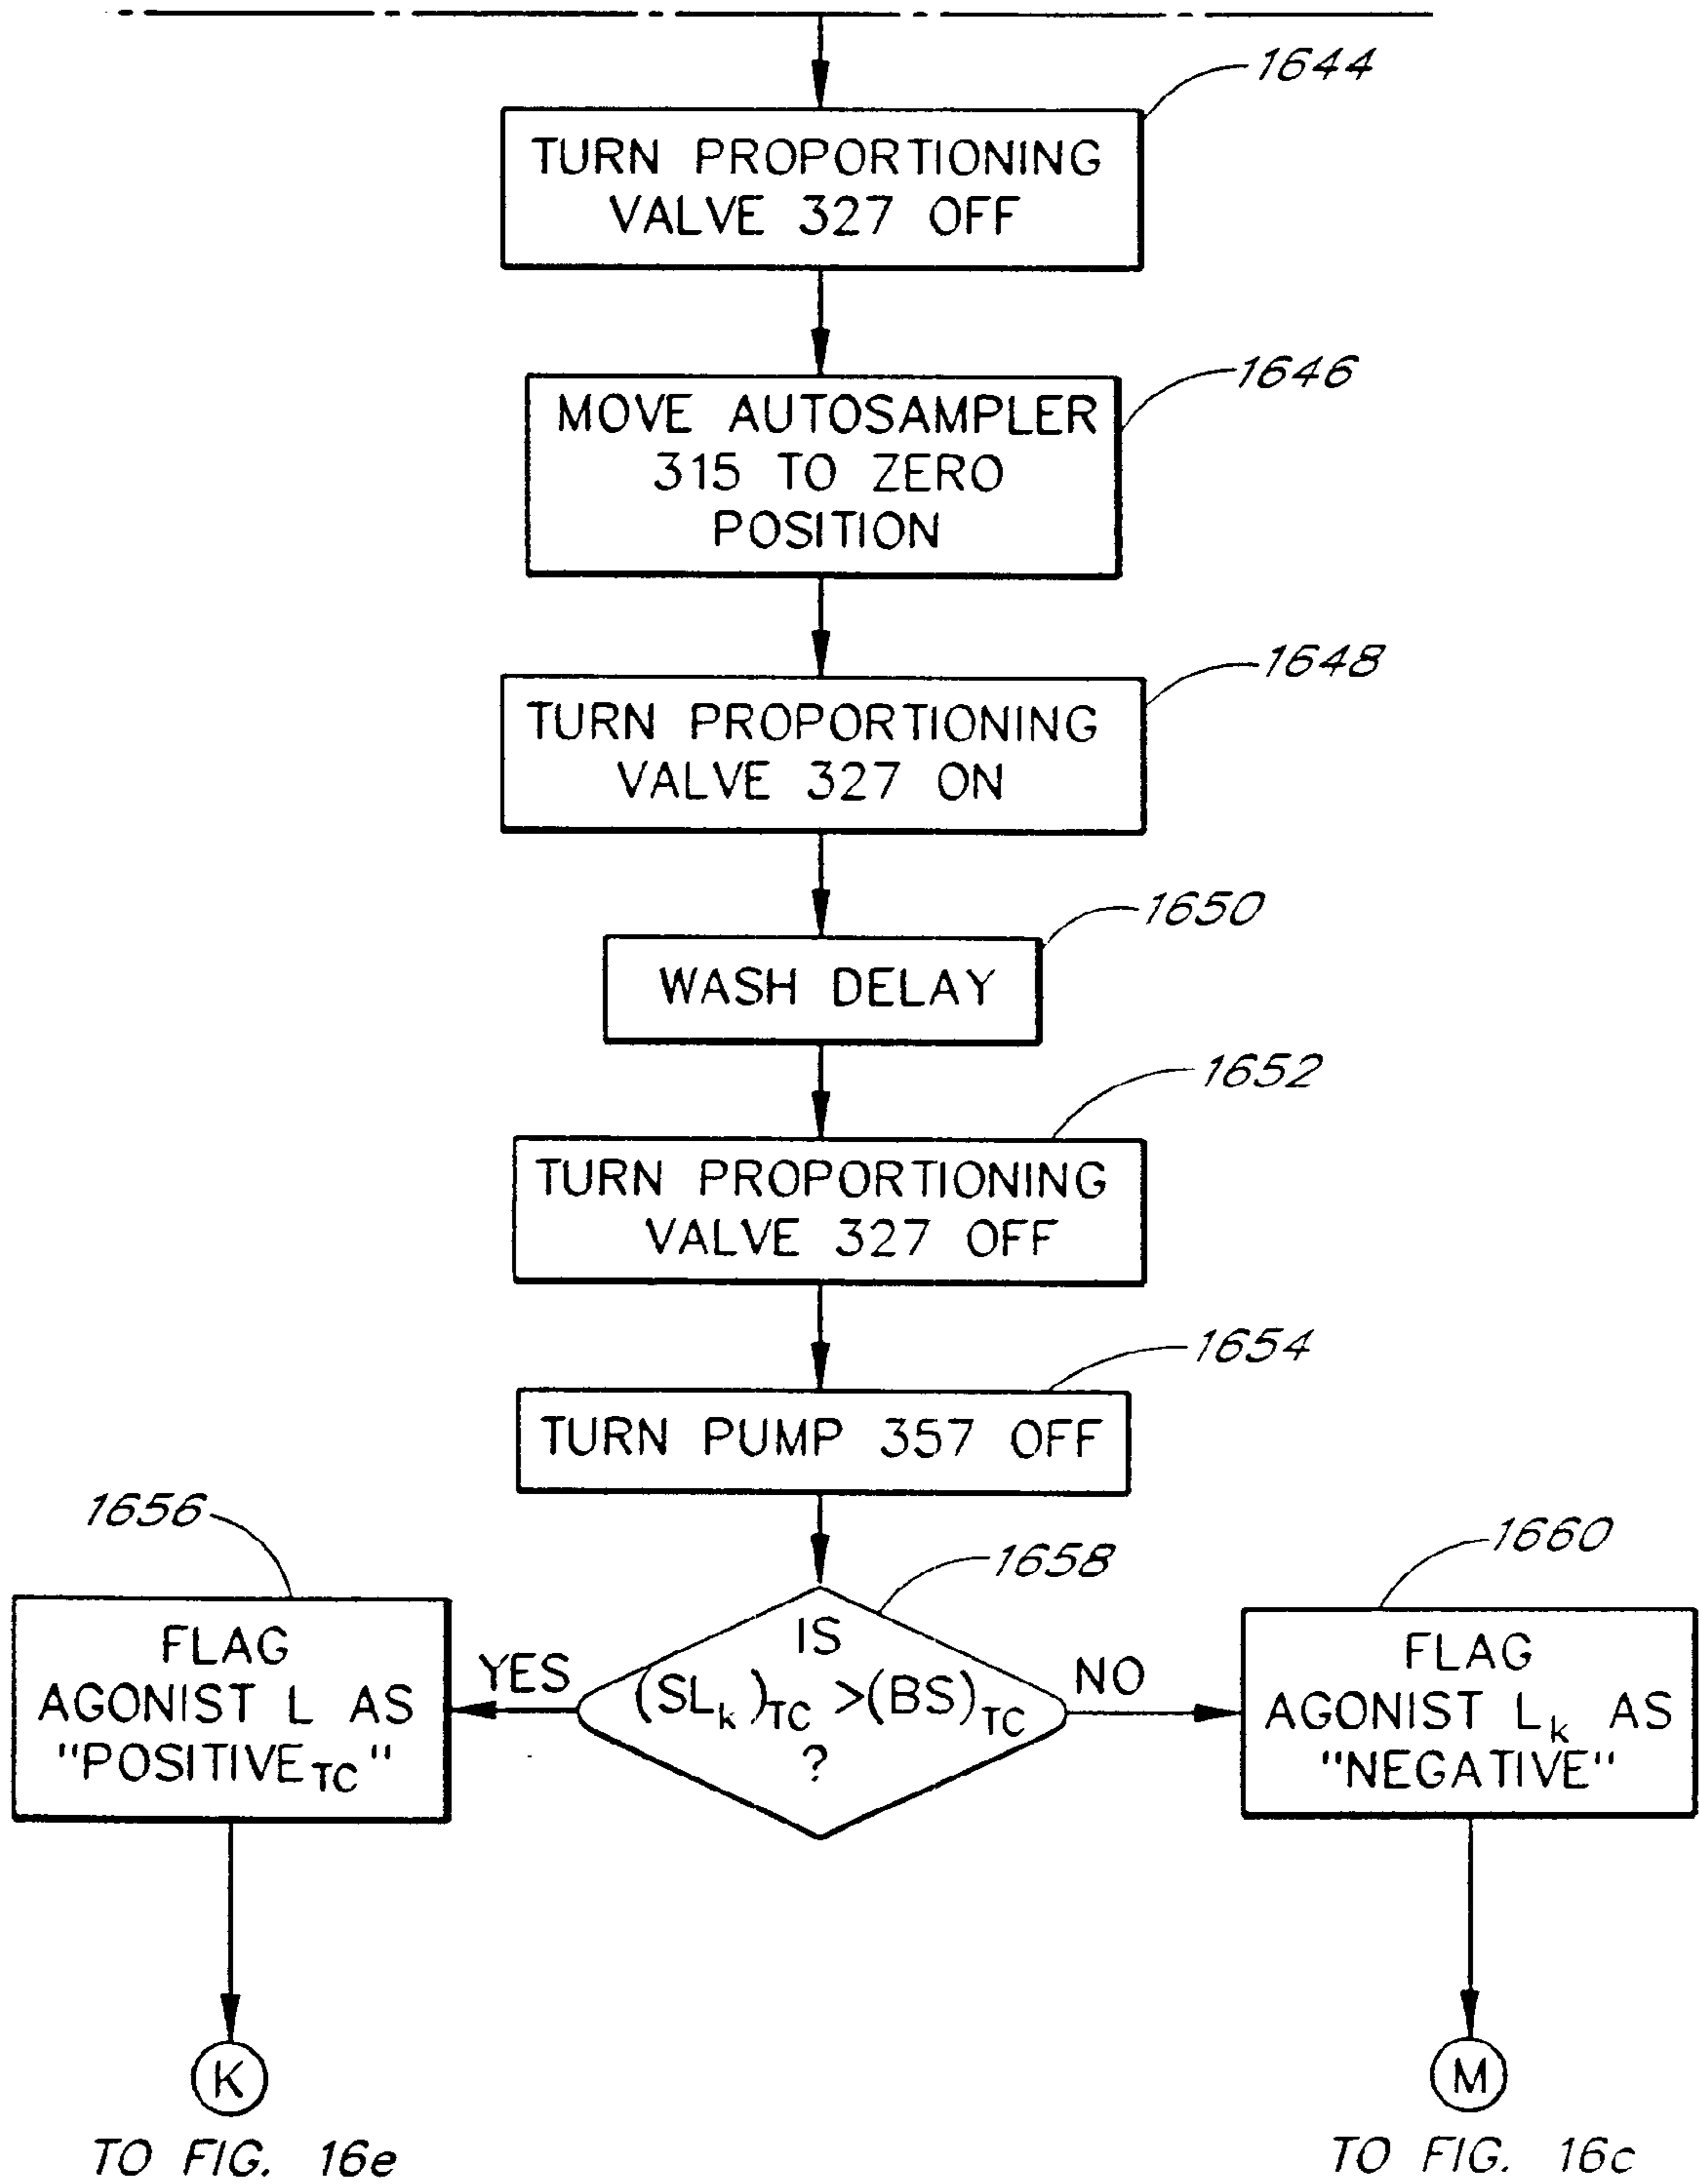 1644
TURN PROPORTIONING
VALVE 327 OFF
1646
MOVE AUTOSAMPLER
315 TO ZERO
POSITION
1648
TURN PROPORTIONING
VALVE 327 ON
1650
WASH DELAY
1652
TURN PROPORTIONING
VALVE 327 OFF
1654
TURN PUMP 357 OFF
1656
FLAG
AGONIST L AS
"POSITIVE TC"
YES
1658
IS
(SLk)TC >(BS)TC
?
NO
1660
FLAG
AGONIST Lk AS
"NEGATIVE"
K
TO FIG. 16e
M
TO FIG. 16c